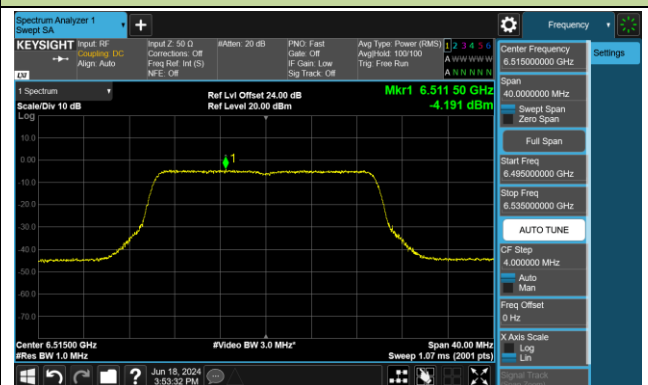 Spectrum Analyzer 1
Swept SA
+
Frequency
KEYSIGHT
Input: RF
Coupling: DC
Align: Auto
Input Z: 50 Ω
Corrections: Off
Freq Ref: Int (S)
NFE: Off
#Atten: 20 dB
PNO: Fast
Gate: Off
IF Gain: Low
Sig Track: Off
Avg Type: Power (RMS)
Avg|Hold: 100/100
Trig: Free Run
1 2 3 4 5 6
A W W W W W
A N N N N N
LXI
Center Frequency
6.515000000 GHz
Settings
Span
40.0000000 MHz
Swept Span
Zero Span
Full Span
Start Freq
6.495000000 GHz
Stop Freq
6.535000000 GHz
AUTO TUNE
CF Step
4.000000 MHz
Auto
Man
Freq Offset
0 Hz
X Axis Scale
Log
Lin
Signal Track
1 Spectrum
Scale/Div 10 dB
Log
Ref Lvl Offset 24.00 dB
Ref Level 20.00 dBm
Mkr1 6.511 50 GHz
-4.191 dBm
10.0
0.00
-10.0
-20.0
-30.0
-40.0
-50.0
-60.0
-70.0
1
Center 6.51500 GHz
#Res BW 1.0 MHz
#Video BW 3.0 MHz*
Span 40.00 MHz
Sweep 1.07 ms (2001 pts)
?
Jun 18, 2024
3:53:32 PM